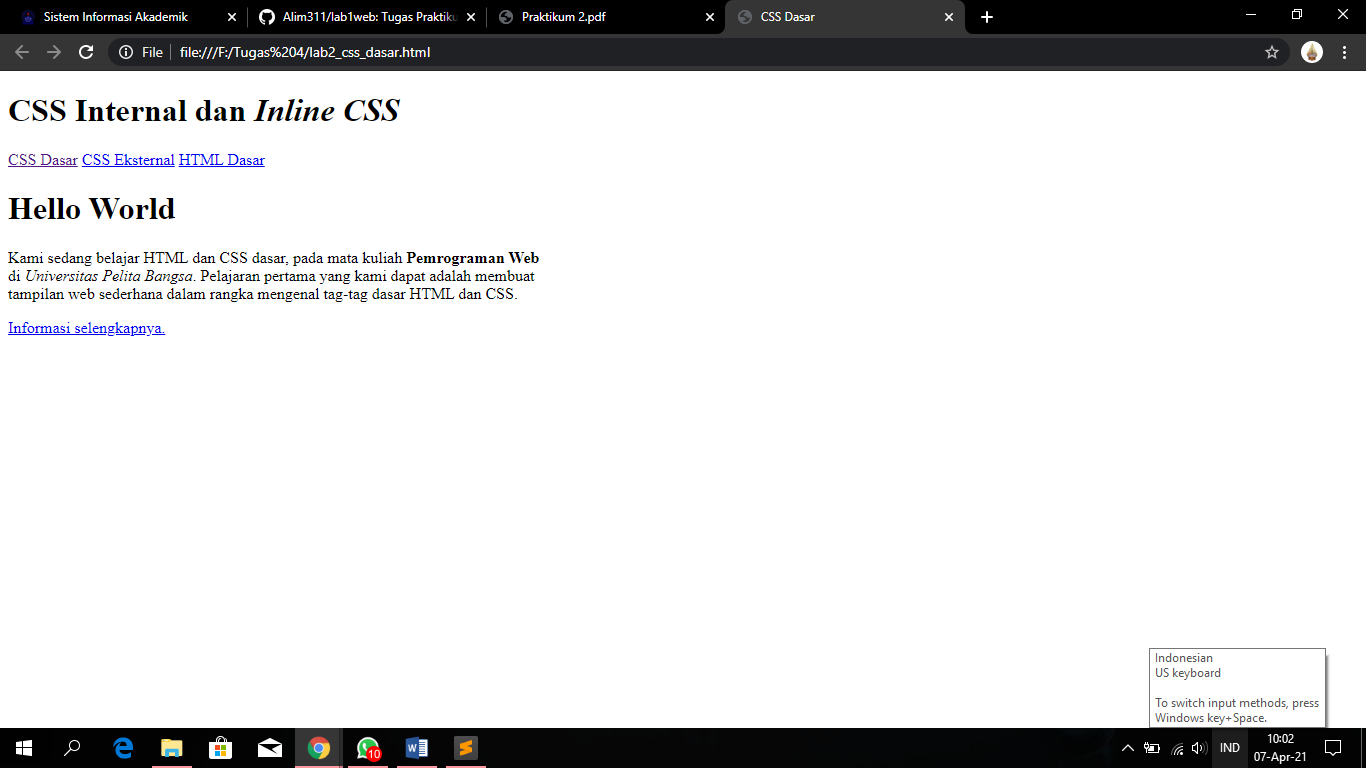 Sistem Informasi Akademik
Alim311/lab1web: Tugas Praktiku
Praktikum 2.pdf
CSS Dasar
File
file:///F:/Tugas%204/lab2_css_dasar.html
CSS Internal dan Inline CSS
CSS Dasar CSS Eksternal HTML Dasar
Hello World
Kami sedang belajar HTML dan CSS dasar, pada mata kuliah Pemrograman Web
di Universitas Pelita Bangsa. Pelajaran pertama yang kami dapat adalah membuat
tampilan web sederhana dalam rangka mengenal tag-tag dasar HTML dan CSS.
Informasi selengkapnya.
Indonesian
US keyboard
To switch input methods, press
Windows key+Space.
10
IND
10:02
07-Apr-21